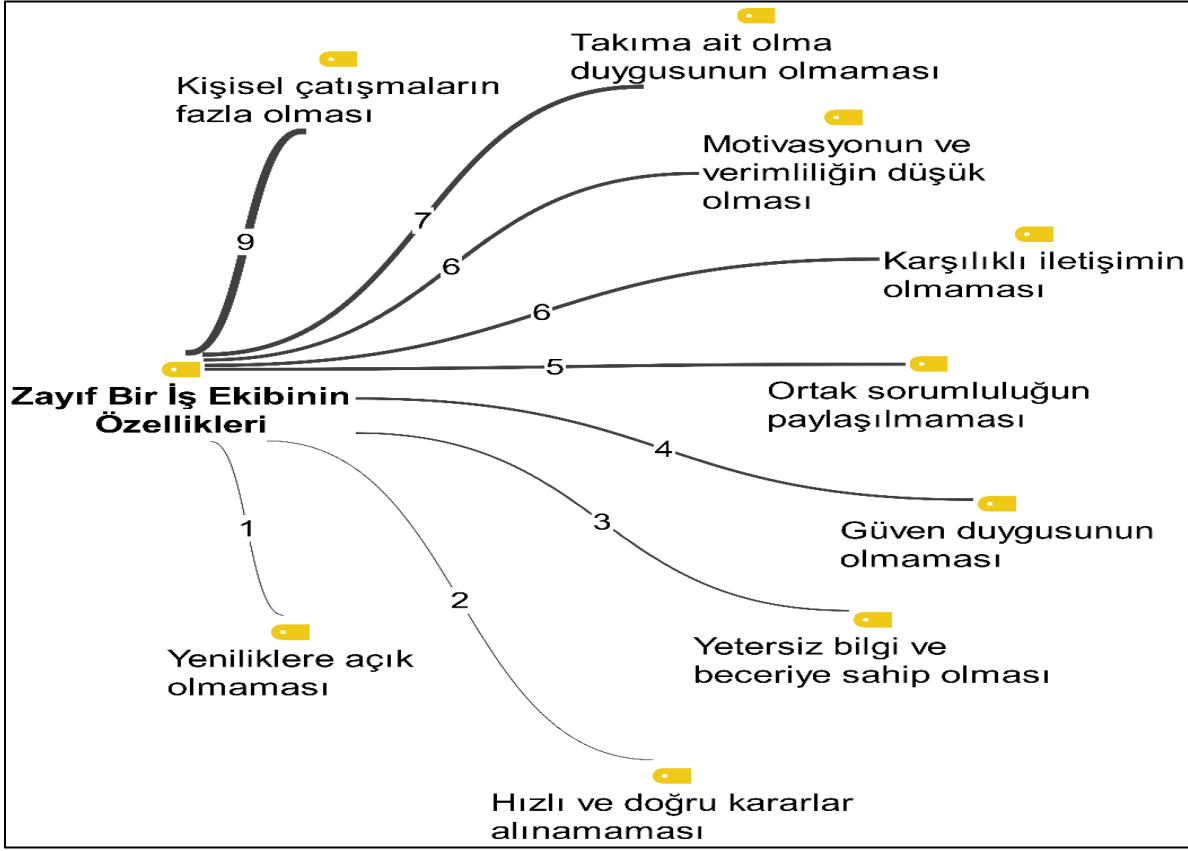 Takıma ait olma
duygusunun olmaması
Kişisel çatışmaların
fazla olması
Motivasyonun ve
verimliliğin düşük
olması
9
7
6
Karşılıklı iletişimin
olmaması
6
5
Zayıf Bir İş Ekibinin
Özellikleri
Ortak sorumluluğun
paylaşılmaması
4
Güven duygusunun
olmaması
3
1
2
Yetersiz bilgi ve
beceriye sahip olması
Yeniliklere açık
olmaması
Hızlı ve doğru kararlar
alınamaması